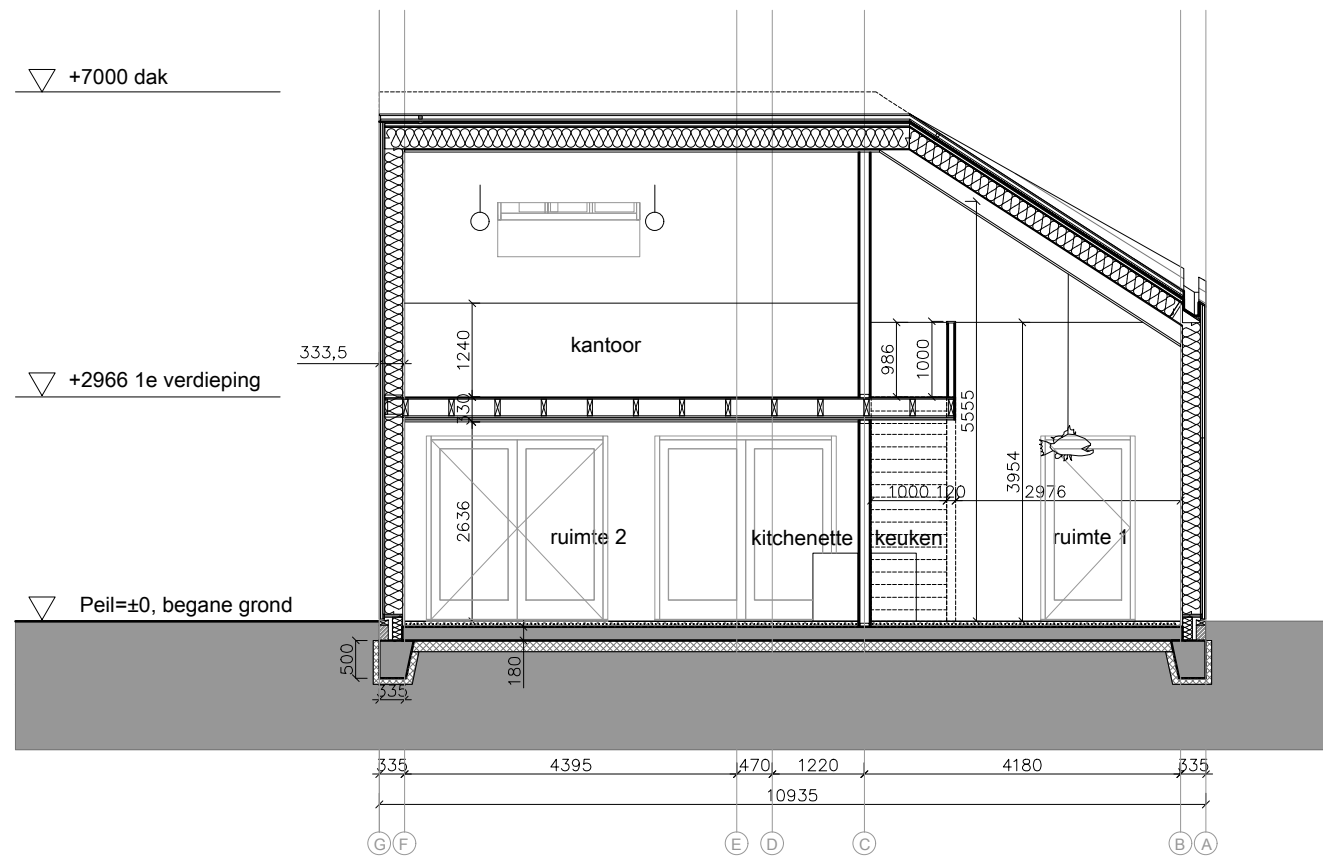 +7000 dak
333,5
1240
kantoor
986
1000
5555
+2966 1e verdieping
330
3954
1000 120 2976
2636
ruimte 2
kitchenette
keuken
ruimte 1
Peil=±0, begane grond
500
180
335
335 4395 470 1220 4180 335
10935
G F E D C B A